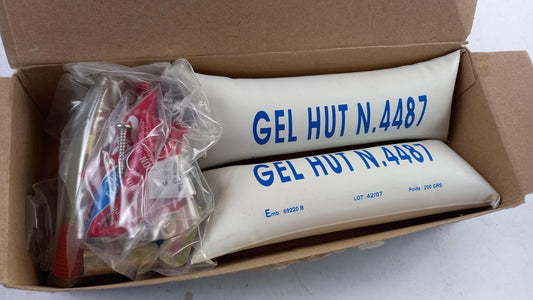 GEL HUT N.4487
GEL HUT N.4487
Emb. 69220 B
LOT: 42/07
Poids: 200 GRS